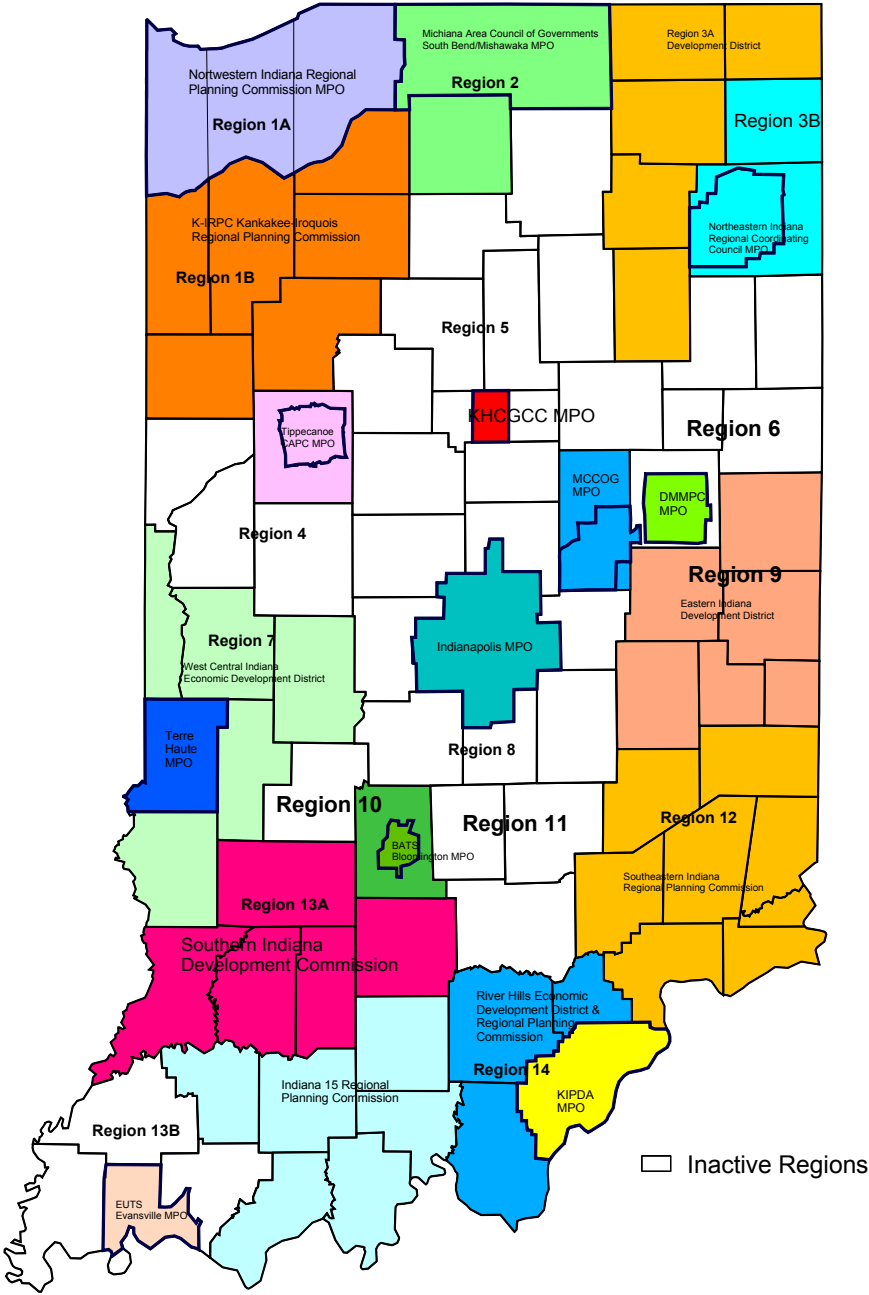 Michiana Area Council of Governments
South Bend/Mishawaka MPO
Region 2
Region 3A
Development District
Nortwestern Indiana Regional
Planning Commission MPO
Region 1A
Region 3B
K-IRPC Kankakee-Iroquois
Regional Planning Commission
Region 1B
Northeastern Indiana
Regional Coordinating
Council MPO
Region 5
KHCGCC MPO
Region 6
Tippecanoe
CAPC MPO
MCCOG
MPO
DMMPC
MPO
Region 4
Region 9
Eastern Indiana
Development District
Region 7
West Central Indiana
Economic Development District
Indianapolis MPO
Terre
Haute
MPO
Region 8
Region 10
Region 11
Region 12
BATS
Bloomington MPO
Southeastern Indiana
Regional Planning Commission
Region 13A
Southern Indiana
Development Commission
River Hills Economic
Development District &
Regional Planning
Commission
Region 14
Indiana 15 Regional
Planning Commission
KIPDA
MPO
Region 13B
Inactive Regions
EUTS
Evansville MPO